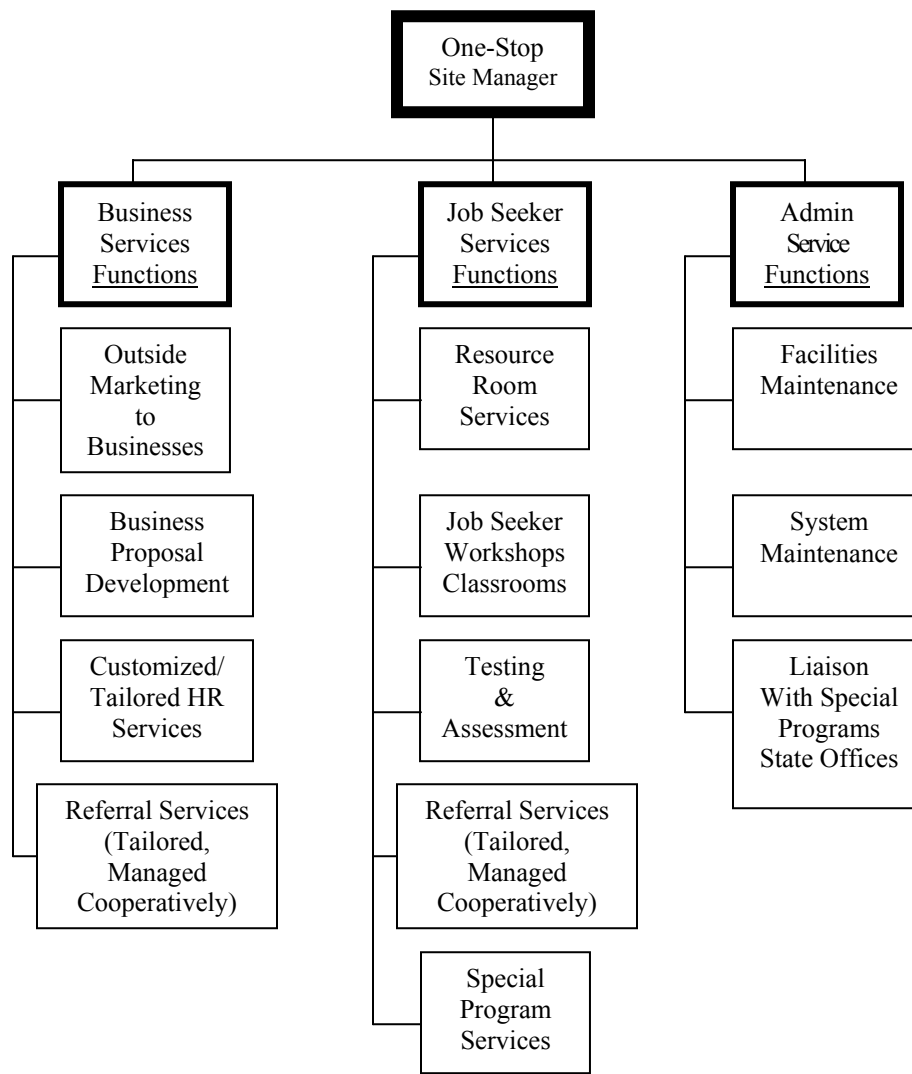 One-Stop
Site Manager
Business
Services
Functions
Outside
Marketing
to
Businesses
Business
Proposal
Development
Customized/
Tailored HR
Services
Referral Services
(Tailored,
Managed
Cooperatively)
Job Seeker
Services
Functions
Resource
Room
Services
Job Seeker
Workshops
Classrooms
Testing
&
Assessment
Referral Services
(Tailored,
Managed
Cooperatively)
Special
Program
Services
Admin
Service
Functions
Facilities
Maintenance
System
Maintenance
Liaison
With Special
Programs
State Offices